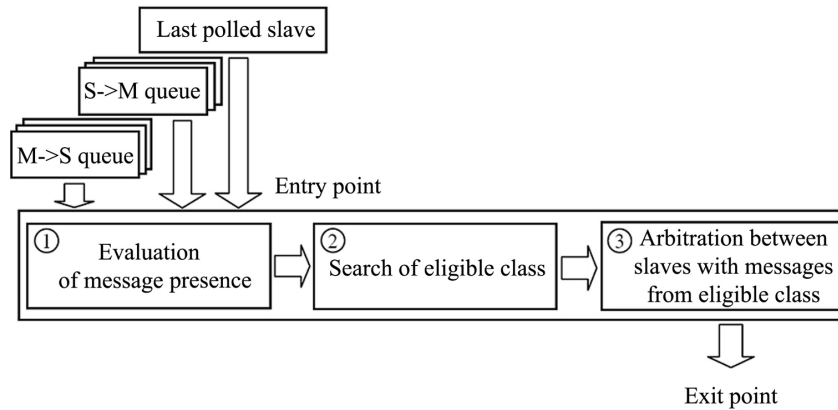 Last polled slave
S->M queue
M->S queue
Entry point
① Evaluation
of message presence
② Search of eligible class
③ Arbitration between
slaves with messages
from eligible class
Exit point